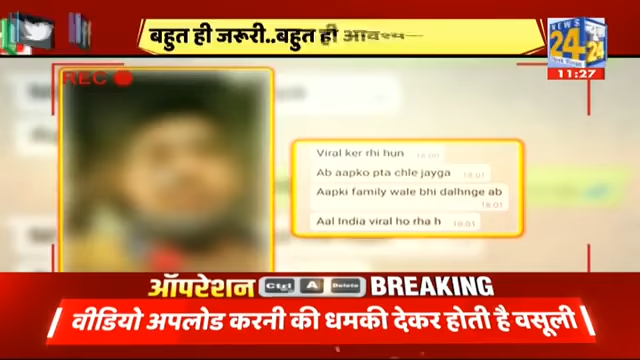 बहुत ही जरूरी..बहुत ही आवश्य
NEWS
24
11:27
REC
Viral ker rhi hun 18:00
Ab aapko pta chle jayga 18:01
Aapki family wale bhi dalhnge ab
18:01
Aal India viral ho rha h 18:01
ऑपरेशन Ctrl A Delete BREAKING
वीडियो अपलोड करनी की धमकी देकर होती है वसूली